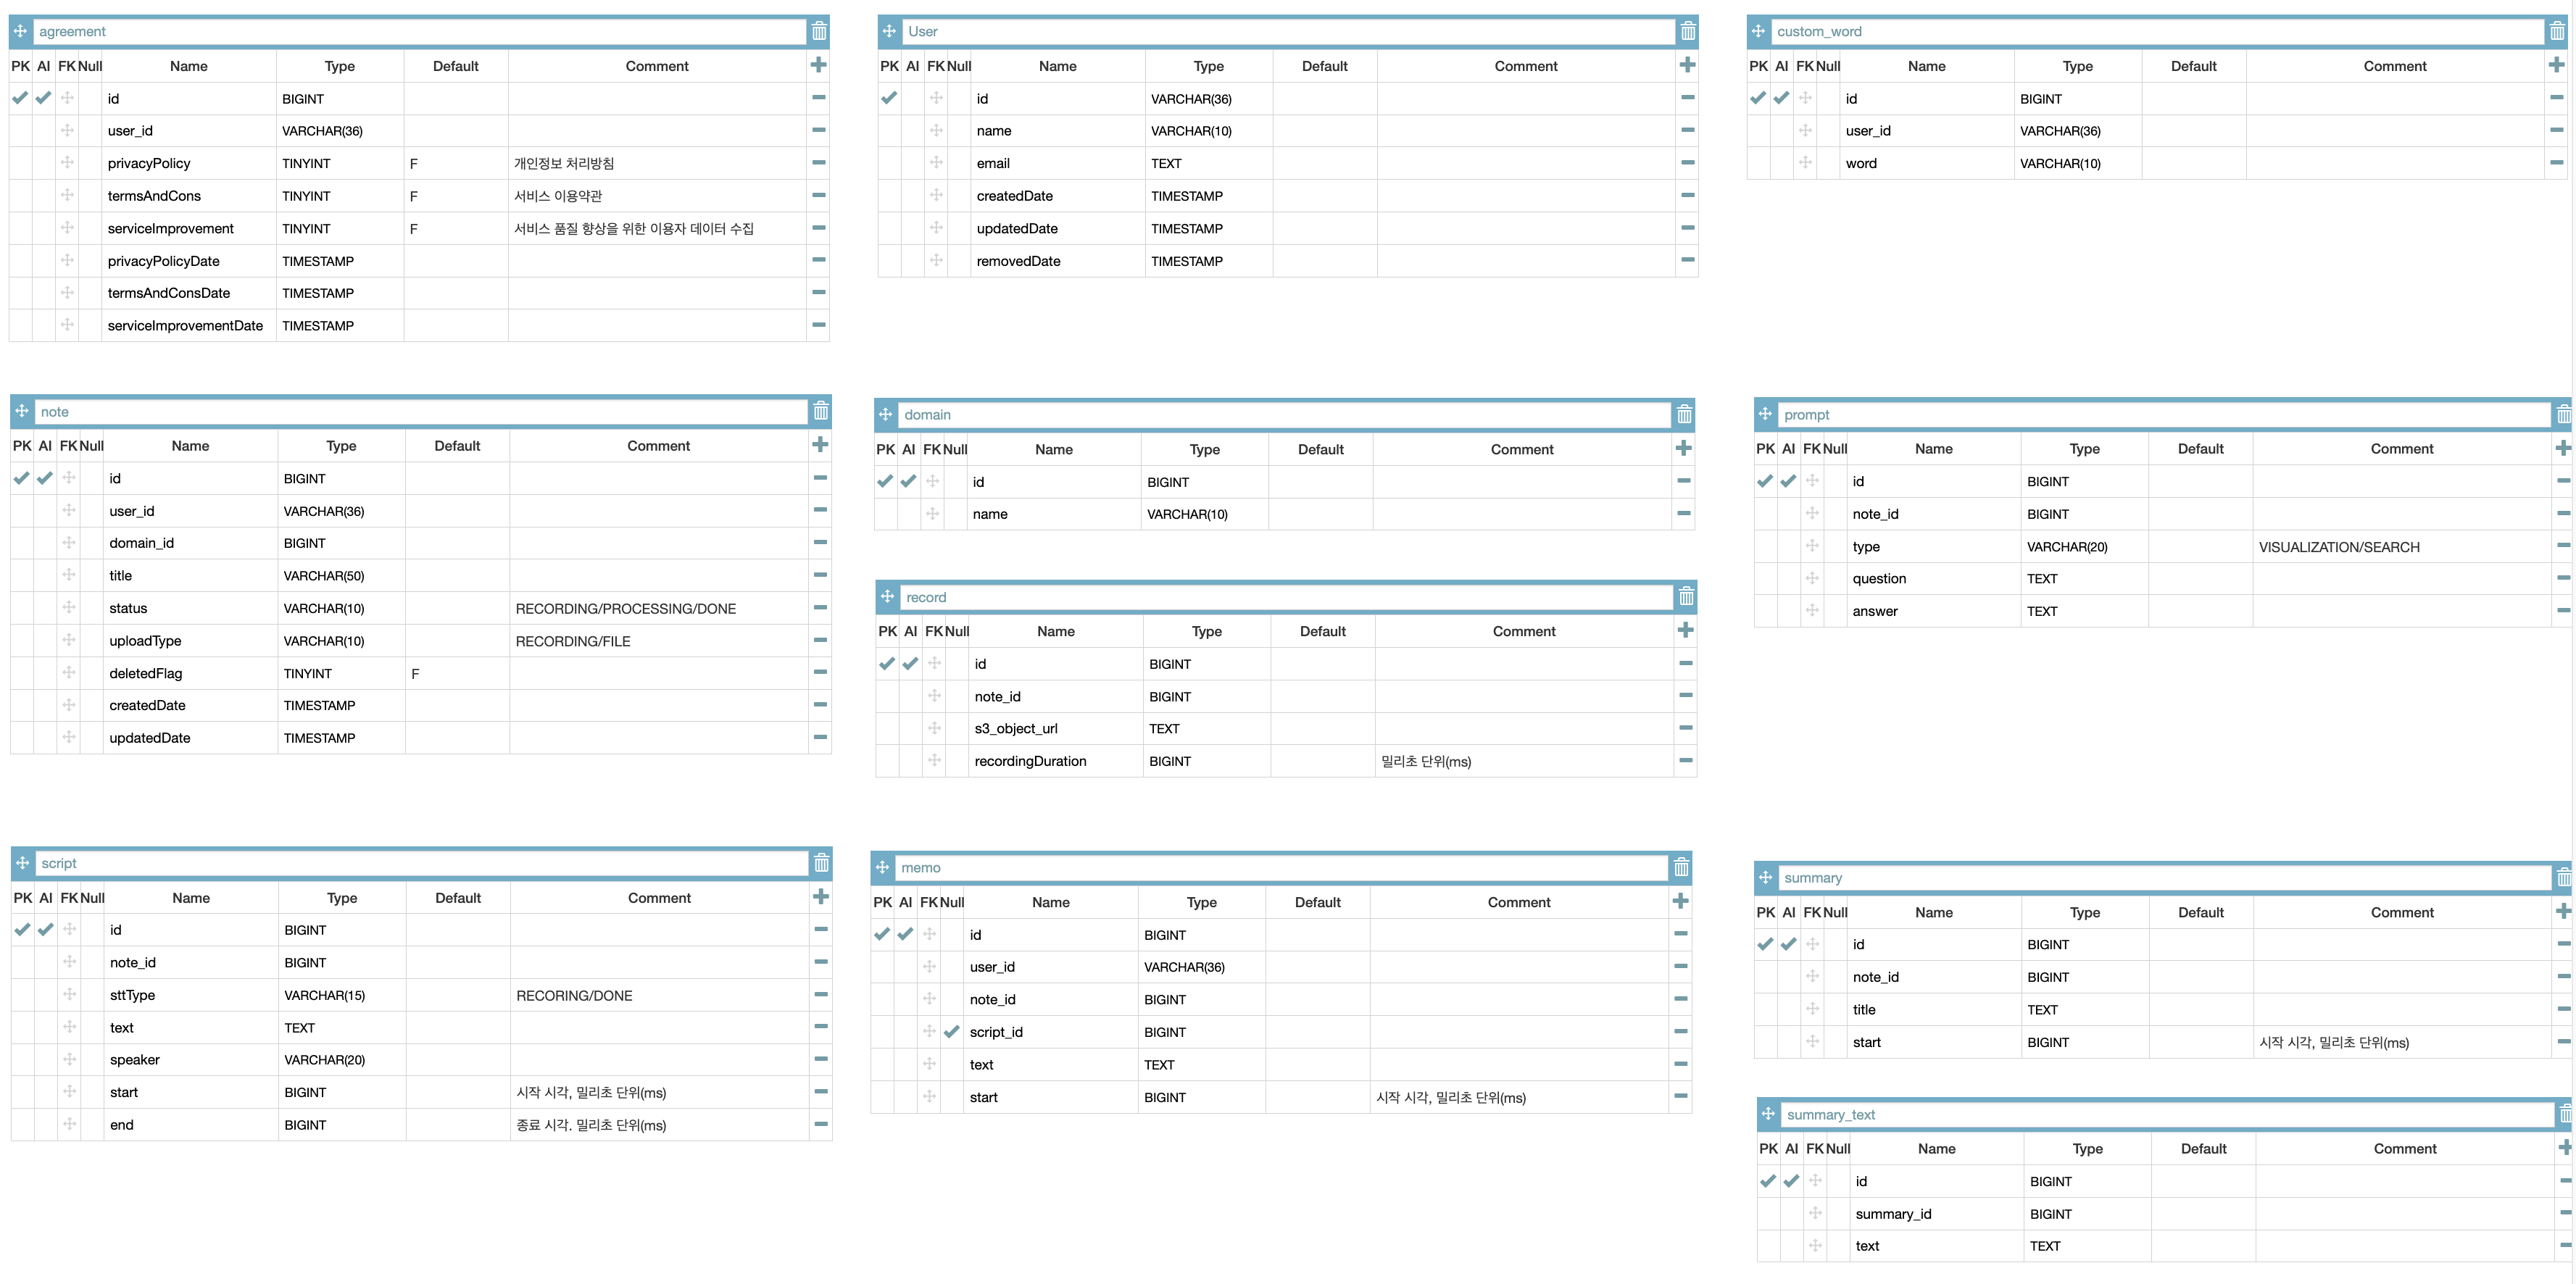 agreement
PK AI FK Null Name Type Default Comment
id BIGINT
user_id VARCHAR(36)
privacyPolicy TINYINT F 개인정보 처리방침
termsAndCons TINYINT F 서비스 이용약관
serviceImprovement TINYINT F 서비스 품질 향상을 위한 이용자 데이터 수집
privacyPolicyDate TIMESTAMP
termsAndConsDate TIMESTAMP
serviceImprovementDate TIMESTAMP
User
PK AI FK Null Name Type Default Comment
id VARCHAR(36)
name VARCHAR(10)
email TEXT
createdDate TIMESTAMP
updatedDate TIMESTAMP
removedDate TIMESTAMP
custom_word
PK AI FK Null Name Type Default Comment
id BIGINT
user_id VARCHAR(36)
word VARCHAR(10)
note
PK AI FK Null Name Type Default Comment
id BIGINT
user_id VARCHAR(36)
domain_id BIGINT
title VARCHAR(50)
status VARCHAR(10) RECORDING/PROCESSING/DONE
uploadType VARCHAR(10) RECORDING/FILE
deletedFlag TINYINT F
createdDate TIMESTAMP
updatedDate TIMESTAMP
domain
PK AI FK Null Name Type Default Comment
id BIGINT
name VARCHAR(10)
record
PK AI FK Null Name Type Default Comment
id BIGINT
note_id BIGINT
s3_object_url TEXT
recordingDuration BIGINT 밀리초 단위(ms)
prompt
PK AI FK Null Name Type Default Comment
id BIGINT
note_id BIGINT
type VARCHAR(20) VISUALIZATION/SEARCH
question TEXT
answer TEXT
script
PK AI FK Null Name Type Default Comment
id BIGINT
note_id BIGINT
sttType VARCHAR(15) RECORING/DONE
text TEXT
speaker VARCHAR(20)
start BIGINT 시작 시각, 밀리초 단위(ms)
end BIGINT 종료 시각. 밀리초 단위(ms)
memo
PK AI FK Null Name Type Default Comment
id BIGINT
user_id VARCHAR(36)
note_id BIGINT
script_id BIGINT
text TEXT
start BIGINT 시작 시각, 밀리초 단위(ms)
summary
PK AI FK Null Name Type Default Comment
id BIGINT
note_id BIGINT
title TEXT
start BIGINT 시작 시각, 밀리초 단위(ms)
summary_text
PK AI FK Null Name Type Default Comment
id BIGINT
summary_id BIGINT
text TEXT